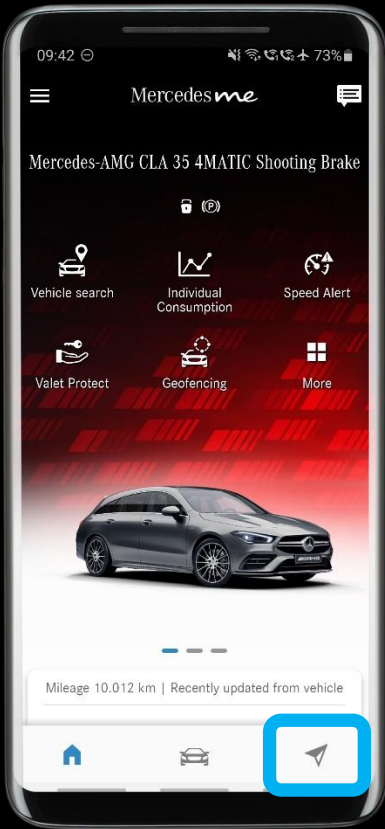 09:42
73%
Mercedes me
Mercedes-AMG CLA 35 4MATIC Shooting Brake
Vehicle search
Individual
Consumption
Speed Alert
Valet Protect
Geofencing
More
Mileage 10.012 km | Recently updated from vehicle